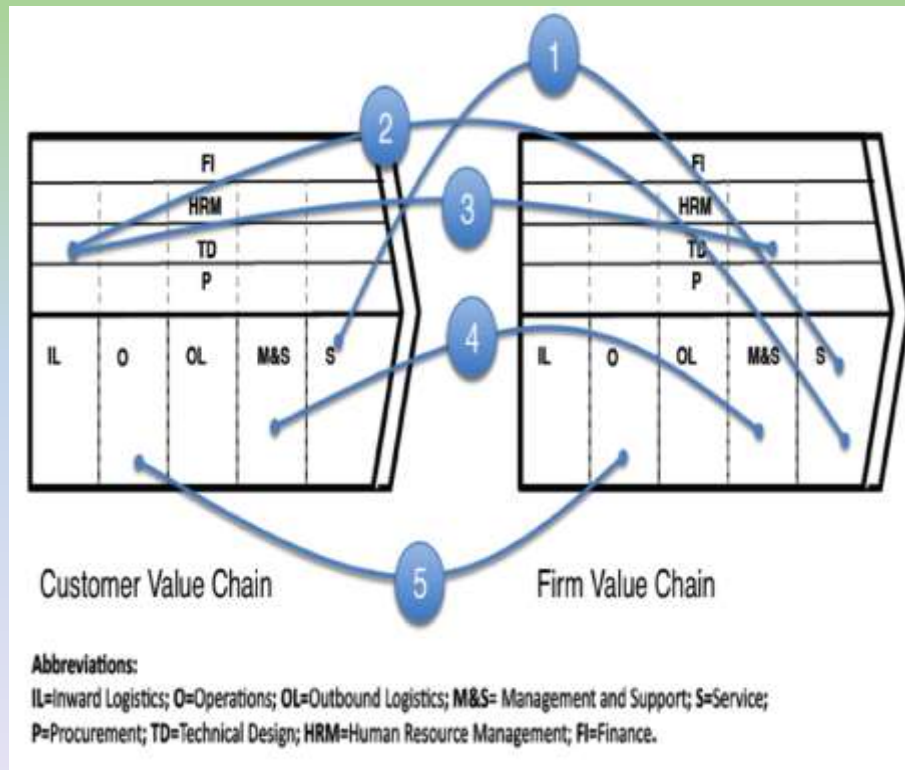 1
2
3
4
5
FI
HRM
TD
P
IL O OL M&S S
FI
HRM
TD
P
IL O OL M&S S
Customer Value Chain
Firm Value Chain
Abbreviations:
IL=Inward Logistics; O=Operations; OL=Outbound Logistics; M&S= Management and Support; S=Service;
P=Procurement; TD=Technical Design; HRM=Human Resource Management; FI=Finance.